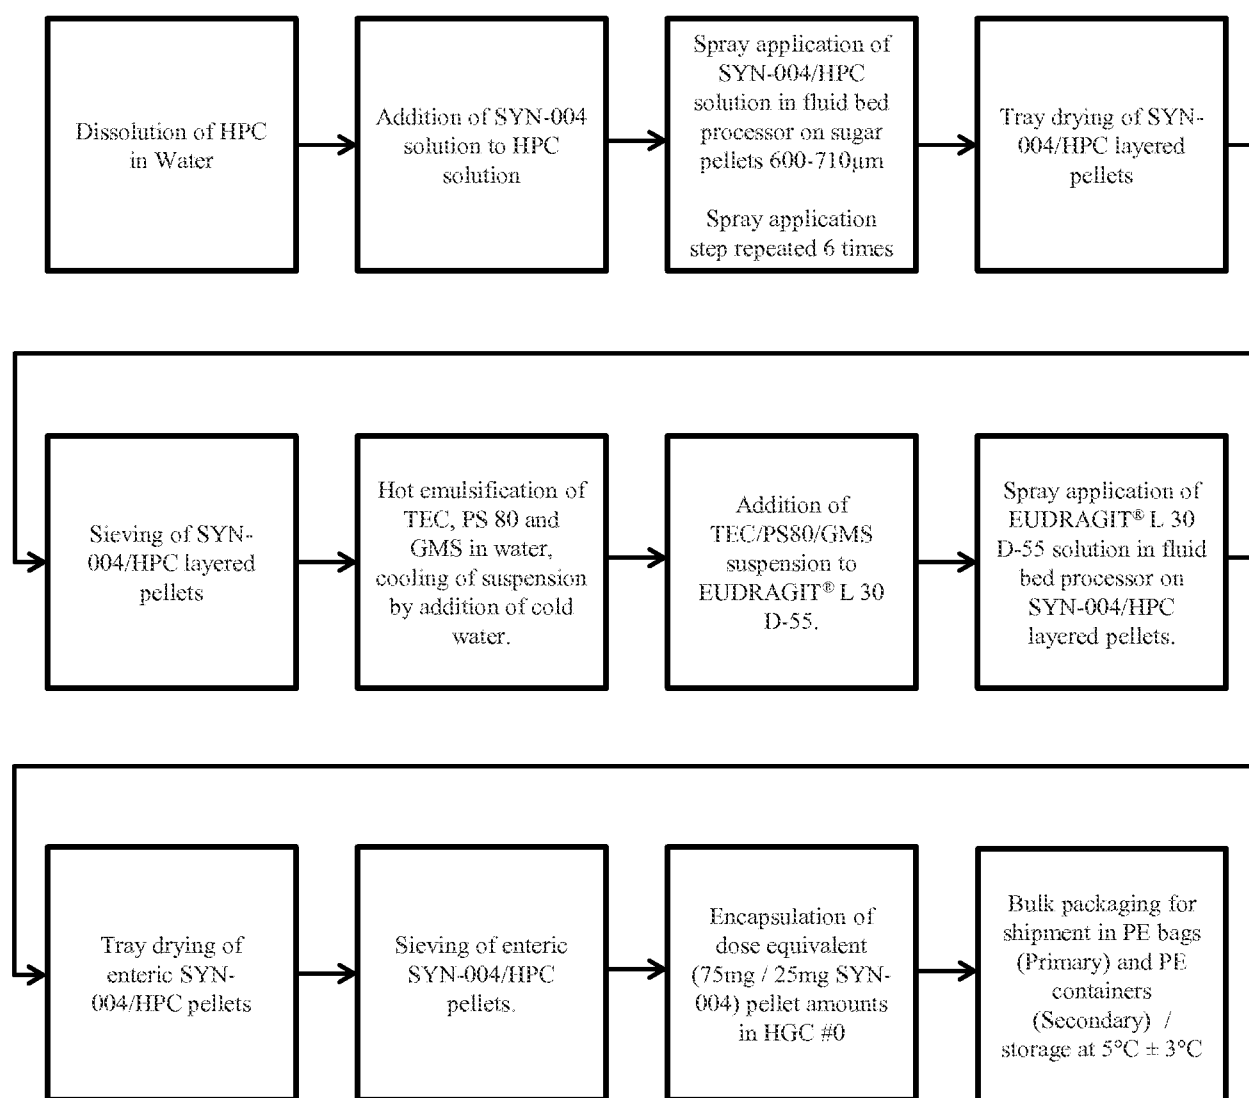 Dissolution of HPC
in Water
Addition of SYN-004
solution to HPC
solution
Spray application of
SYN-004/HPC
solution in fluid bed
processor on sugar
pellets 600-710µm
Spray application
step repeated 6 times
Tray drying of SYN-
004/HPC layered
pellets
Sieving of SYN-
004/HPC layered
pellets
Hot emulsification of
TEC, PS 80 and
GMS in water,
cooling of suspension
by addition of cold
water.
Addition of
TEC/PS80/GMS
suspension to
EUDRAGIT® L 30
D-55.
Spray application of
EUDRAGIT® L 30
D-55 solution in fluid
bed processor on
SYN-004/HPC
layered pellets.
Tray drying of
enteric SYN-
004/HPC pellets
Sieving of enteric
SYN-004/HPC
pellets.
Encapsulation of
dose equivalent
(75mg / 25mg SYN-
004) pellet amounts
in HGC #0
Bulk packaging for
shipment in PE bags
(Primary) and PE
containers
(Secondary) /
storage at 5°C ± 3°C